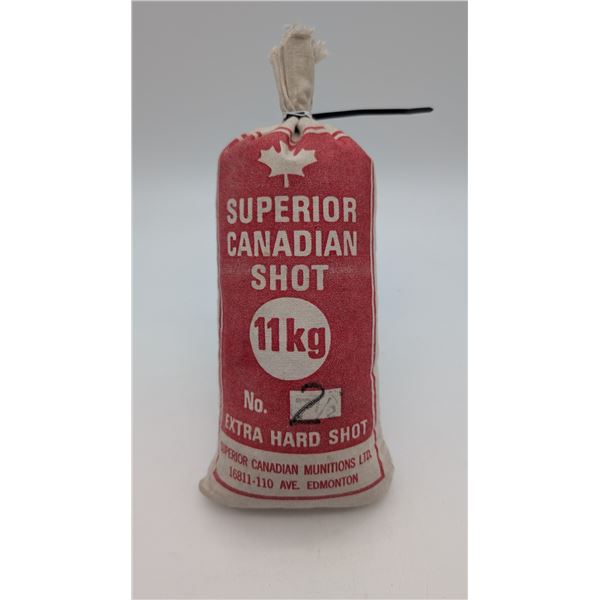 SUPERIOR
CANADIAN
SHOT
11kg
No. 2
EXTRA HARD SHOT
SUPERIOR CANADIAN MUNITIONS LTD.
16811-110 AVE. EDMONTON